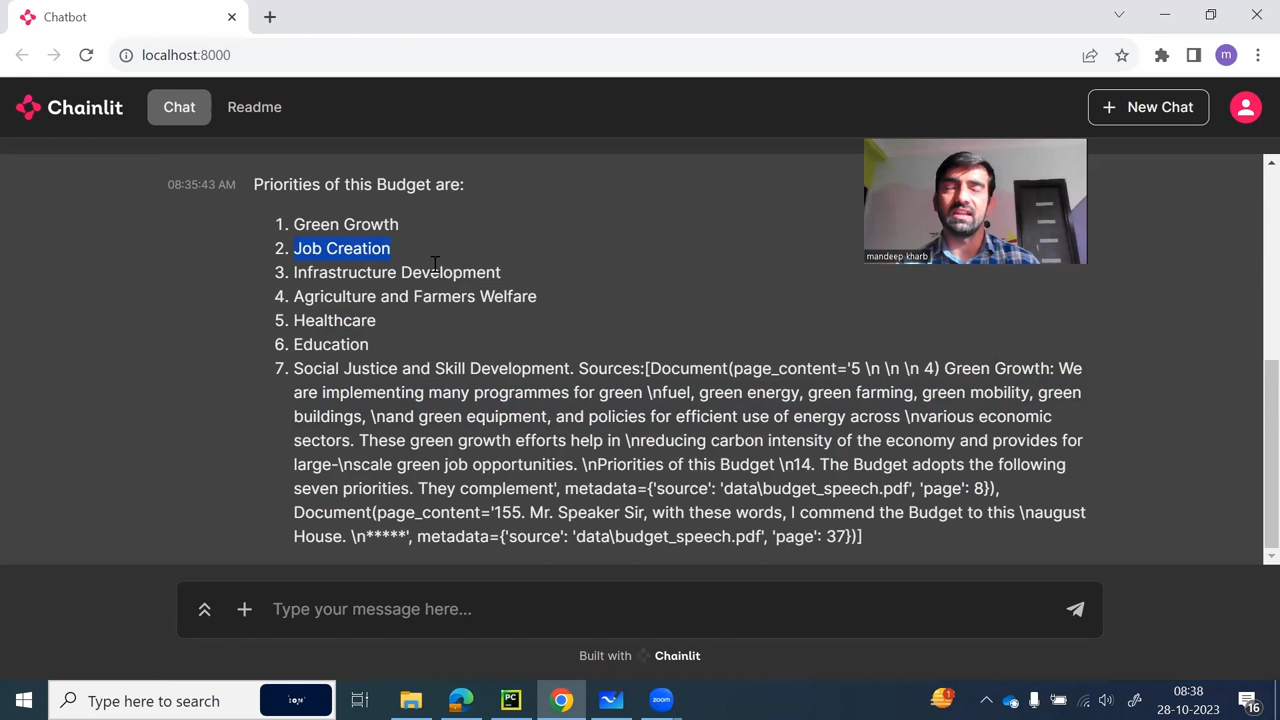 Chatbot
localhost:8000
m
Chainlit
Chat
Readme
+ New Chat
08:35:43 AM
Priorities of this Budget are:
1. Green Growth
2. Job Creation
3. Infrastructure Development
4. Agriculture and Farmers Welfare
5. Healthcare
6. Education
7. Social Justice and Skill Development. Sources:[Document(page_content='5 \n \n \n 4) Green Growth: We
are implementing many programmes for green \nfuel, green energy, green farming, green mobility, green
buildings, \nand green equipment, and policies for efficient use of energy across \nvarious economic
sectors. These green growth efforts help in \nreducing carbon intensity of the economy and provides for
large-\nscale green job opportunities. \nPriorities of this Budget \n14. The Budget adopts the following
seven priorities. They complement', metadata={'source': 'data\budget_speech.pdf', 'page': 8}),
Document(page_content='155. Mr. Speaker Sir, with these words, I commend the Budget to this \naugust
House. \n*****', metadata={'source': 'data\budget_speech.pdf', 'page': 37})]
mandeep kharb
Type your message here...
Built with Chainlit
Type here to search
PC
zoom
1
08:38
28-10-2023
16